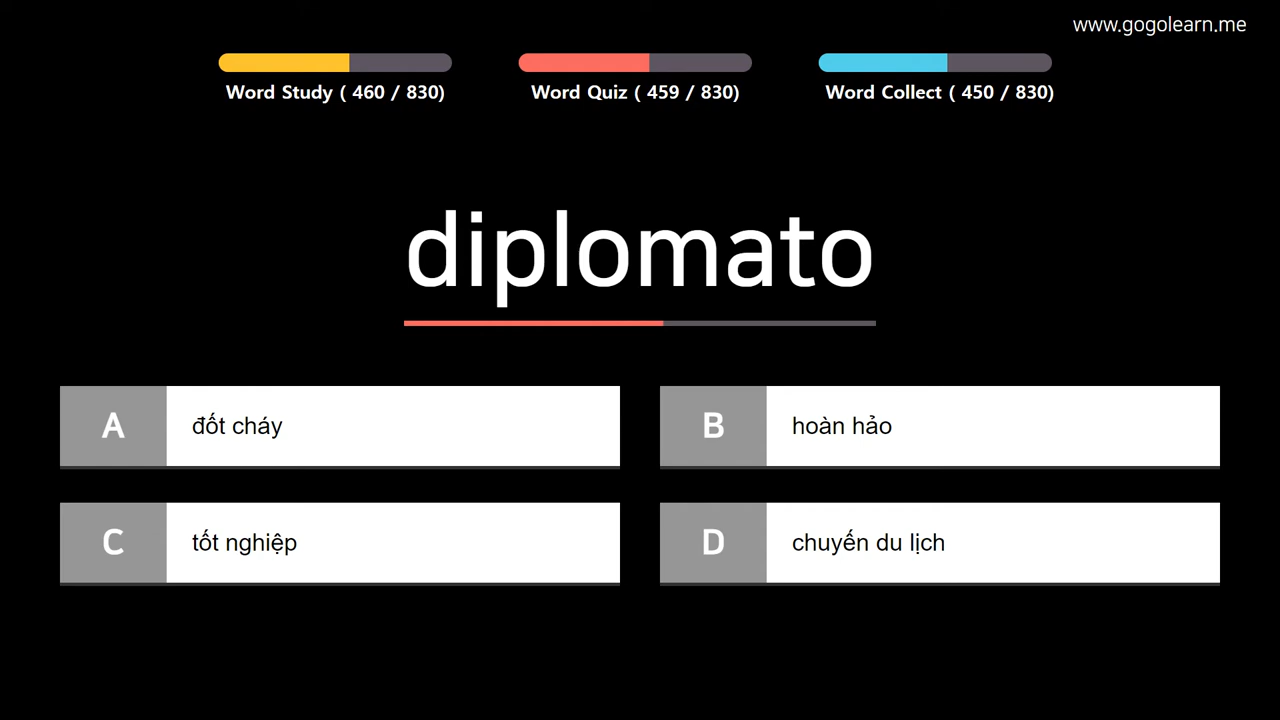 www.gogolearn.me
Word Study ( 460 / 830)
Word Quiz ( 459 / 830)
Word Collect ( 450 / 830)
diplomato
A
đốt cháy
B
hoàn hảo
C
tốt nghiệp
D
chuyến du lịch